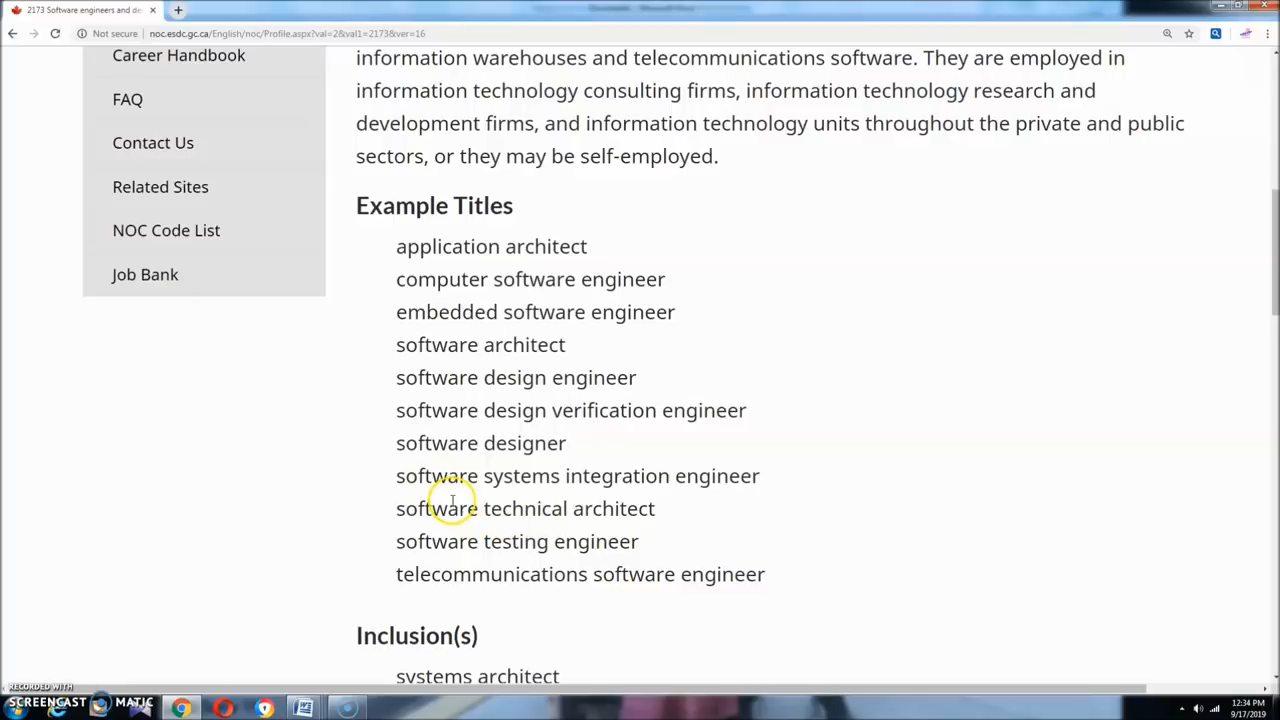 2173 Software engineers and de
Not secure
noc.esdc.gc.ca/English/noc/Profile.aspx?val=2&val1=2173&ver=16
Career Handbook
FAQ
Contact Us
Related Sites
NOC Code List
Job Bank
information warehouses and telecommunications software. They are employed in
information technology consulting firms, information technology research and
development firms, and information technology units throughout the private and public
sectors, or they may be self-employed.
Example Titles
application architect
computer software engineer
embedded software engineer
software architect
software design engineer
software design verification engineer
software designer
software systems integration engineer
software technical architect
software testing engineer
telecommunications software engineer
Inclusion(s)
systems architect
RECORDED WITH
SCREENCAST MATIC
12:34 PM
9/17/2019